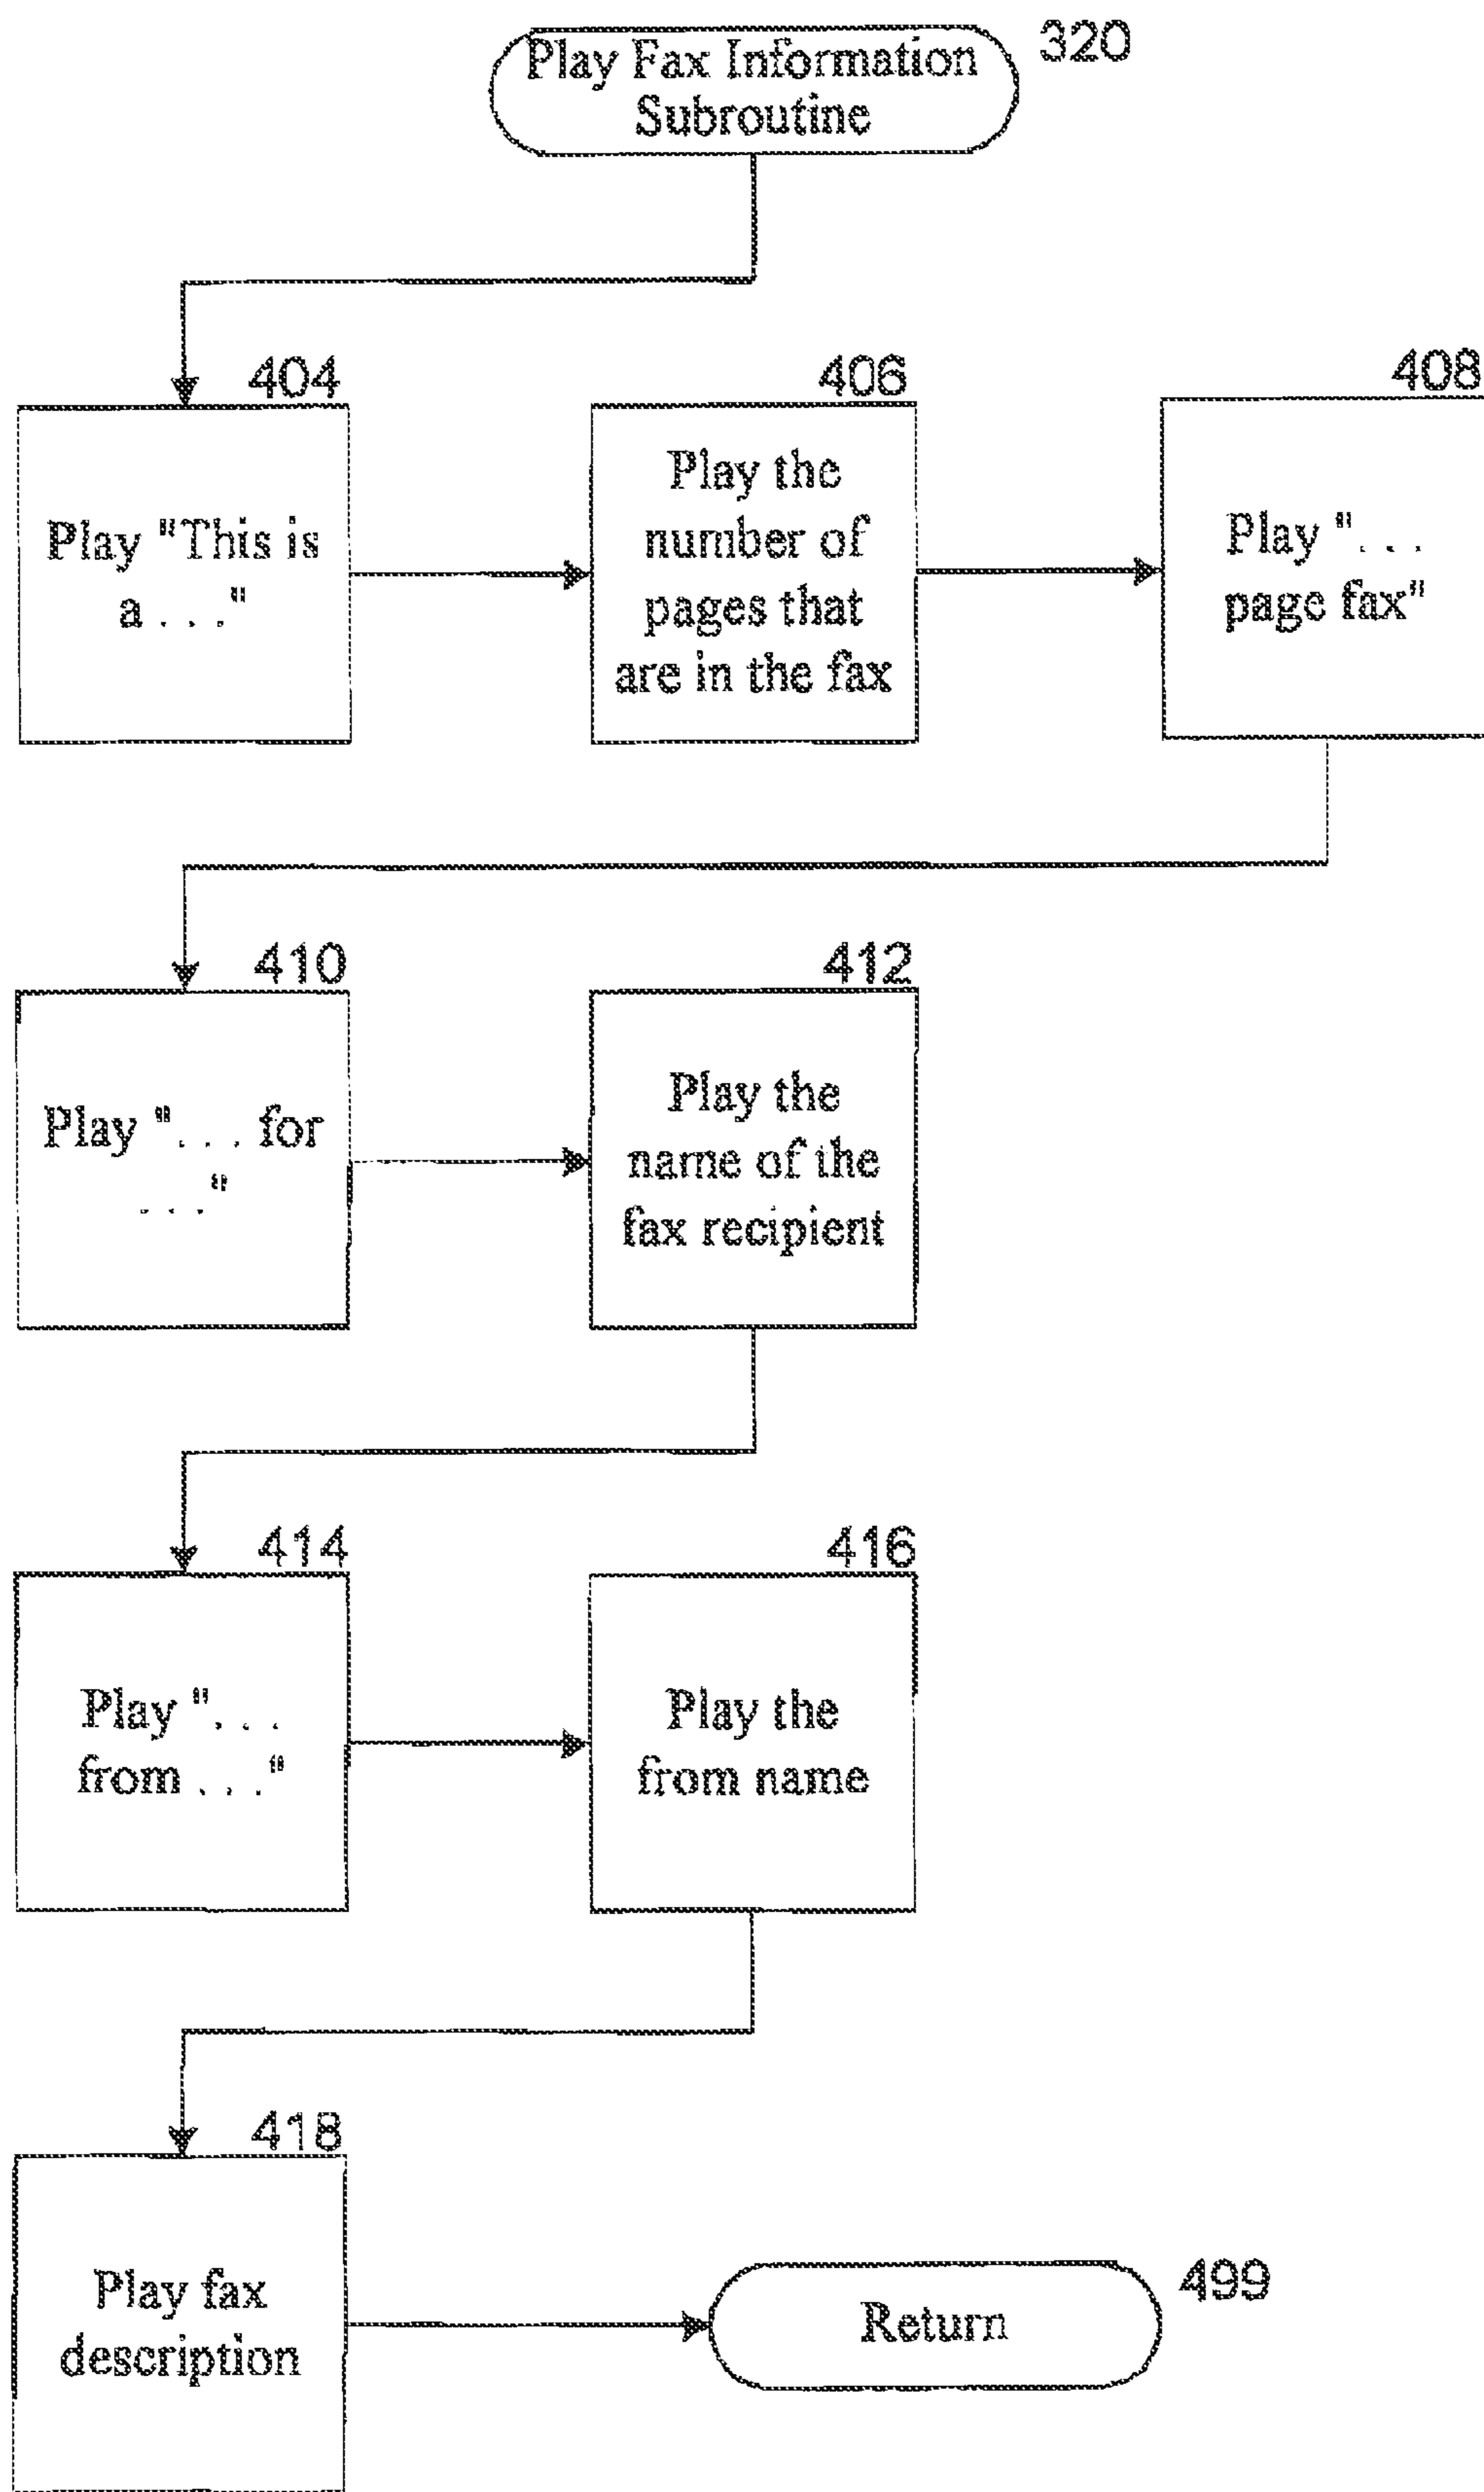 Play Fax Information
Subroutine
320
404
Play "This is
a . . ."
406
Play the
number of
pages that
are in the fax
408
Play ". . .
page fax"
410
Play ". . . for
. . ."
412
Play the
name of the
fax recipient
414
Play ". . .
from . . ."
416
Play the
from name
418
Play fax
description
Return
499